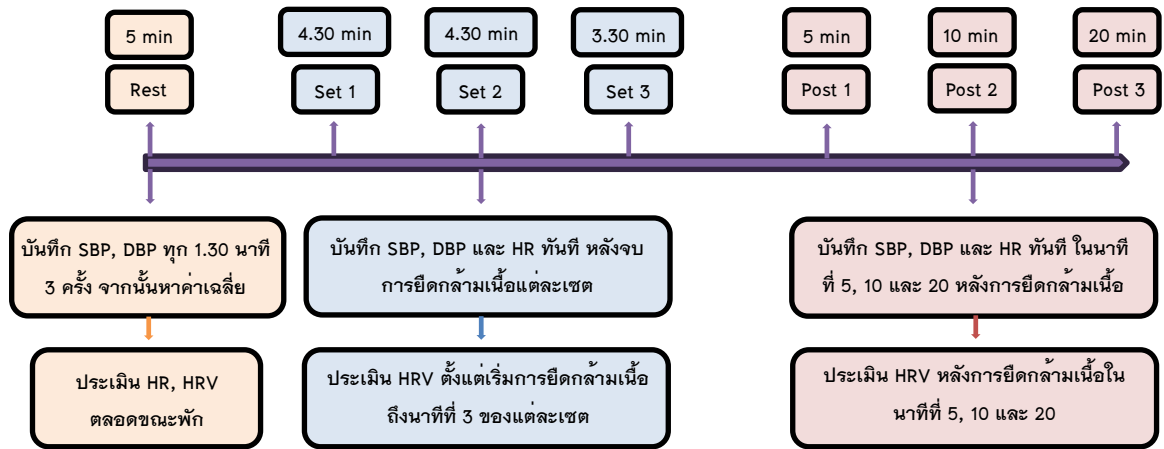 5 min
4.30 min
4.30 min
3.30 min
5 min
10 min
20 min
Rest
Set 1
Set 2
Set 3
Post 1
Post 2
Post 3
บันทึก SBP, DBP ทุก 1.30 นาที
3 ครั้ง จากนั้นหาค่าเฉลี่ย
บันทึก SBP, DBP และ HR ทันที หลังจบ
การยืดกล้ามเนื้อแต่ละเซต
บันทึก SBP, DBP และ HR ทันที ในนาที
ที่ 5, 10 และ 20 หลังการยืดกล้ามเนื้อ
ประเมิน HR, HRV
ตลอดขณะพัก
ประเมิน HRV ตั้งแต่เริ่มการยืดกล้ามเนื้อ
ถึงนาทีที่ 3 ของแต่ละเซต
ประเมิน HRV หลังการยืดกล้ามเนื้อใน
นาทีที่ 5, 10 และ 20